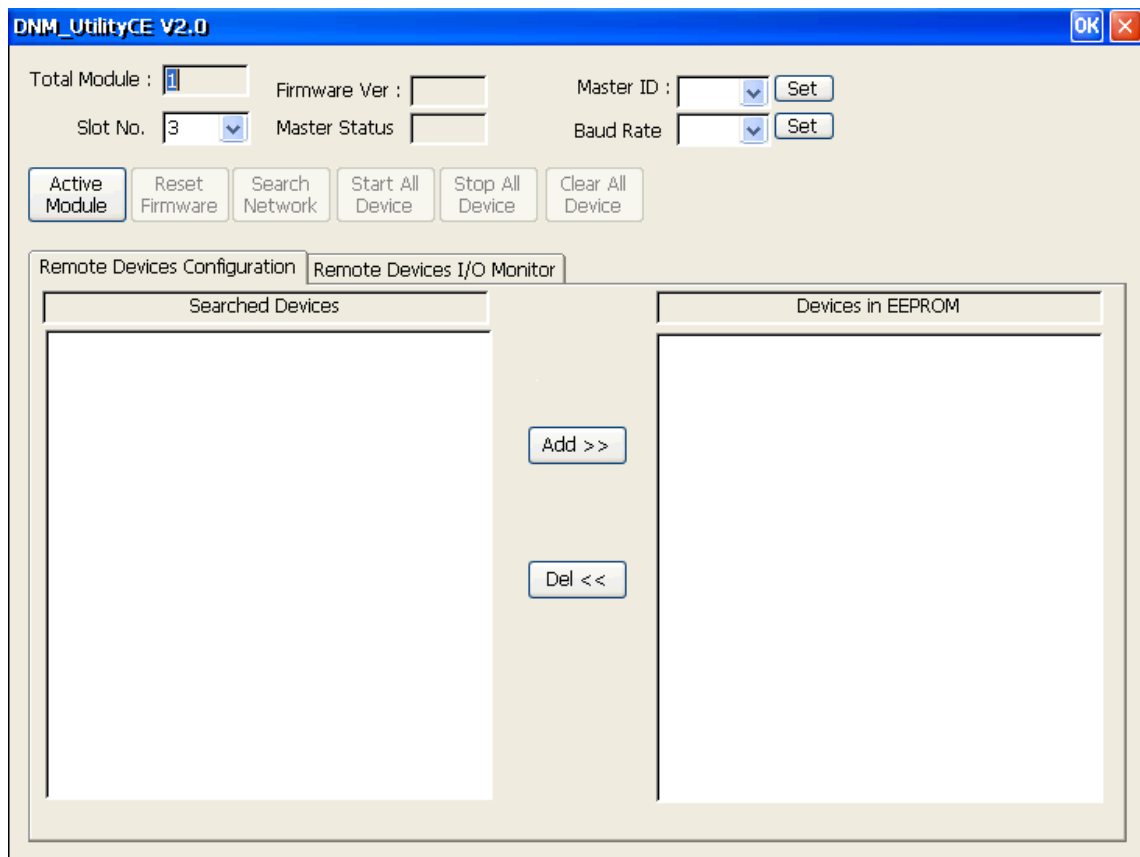 DNM_UtilityCE V2.0 OK
Total Module : 1
Firmware Ver :
Master ID : Set
Slot No. 3
Master Status
Baud Rate Set
Active Module
Reset Firmware
Search Network
Start All Device
Stop All Device
Clear All Device
Remote Devices Configuration
Remote Devices I/O Monitor
Searched Devices
Devices in EEPROM
Add >>
Del <<